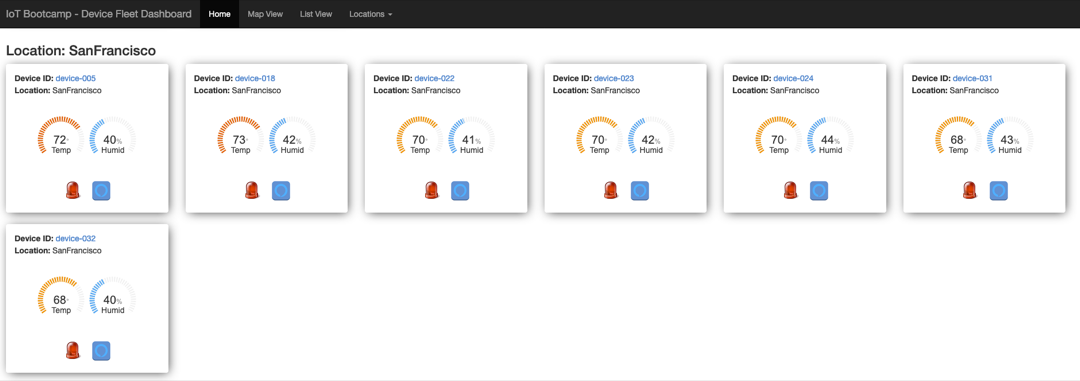 IoT Bootcamp - Device Fleet Dashboard Home Map View List View Locations
Location: SanFrancisco
Device ID: device-005
Location: SanFrancisco
72° 40%
Temp Humid
Device ID: device-018
Location: SanFrancisco
73° 42%
Temp Humid
Device ID: device-022
Location: SanFrancisco
70° 41%
Temp Humid
Device ID: device-023
Location: SanFrancisco
70° 42%
Temp Humid
Device ID: device-024
Location: SanFrancisco
70° 44%
Temp Humid
Device ID: device-031
Location: SanFrancisco
68° 43%
Temp Humid
Device ID: device-032
Location: SanFrancisco
68° 40%
Temp Humid